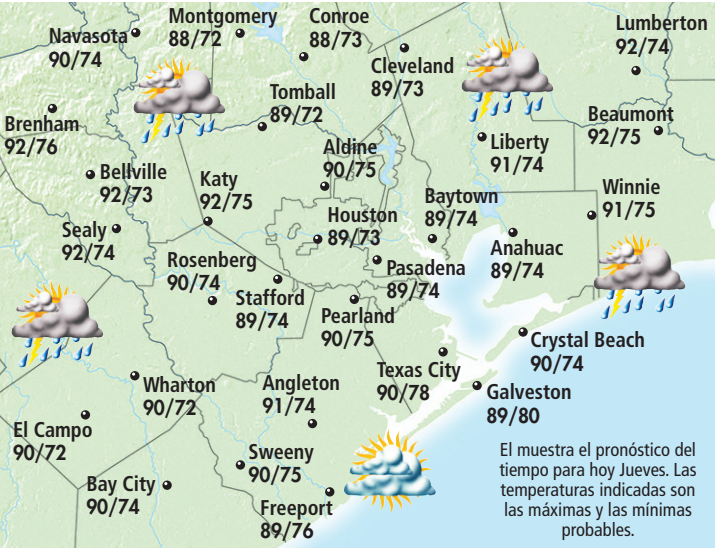 Montgomery
88/72
Conroe
88/73
Lumberton
92/74
Navasota
90/74
Cleveland
89/73
Tomball
89/72
Brenham
92/76
Beaumont
92/75
Liberty
91/74
Aldine
90/75
Bellville
92/73
Katy
92/75
Baytown
89/74
Winnie
91/75
Houston
89/73
Sealy
92/74
Anahuac
89/74
Rosenberg
90/74
Pasadena
89/74
Stafford
89/74
Pearland
90/75
Crystal Beach
90/74
Texas City
90/78
Wharton
90/72
Angleton
91/74
Galveston
89/80
El Campo
90/72
Sweeny
90/75
Bay City
90/74
Freeport
89/76
El muestra el pronóstico del
tiempo para hoy Jueves. Las
temperaturas indicadas son
las máximas y las mínimas
probables.